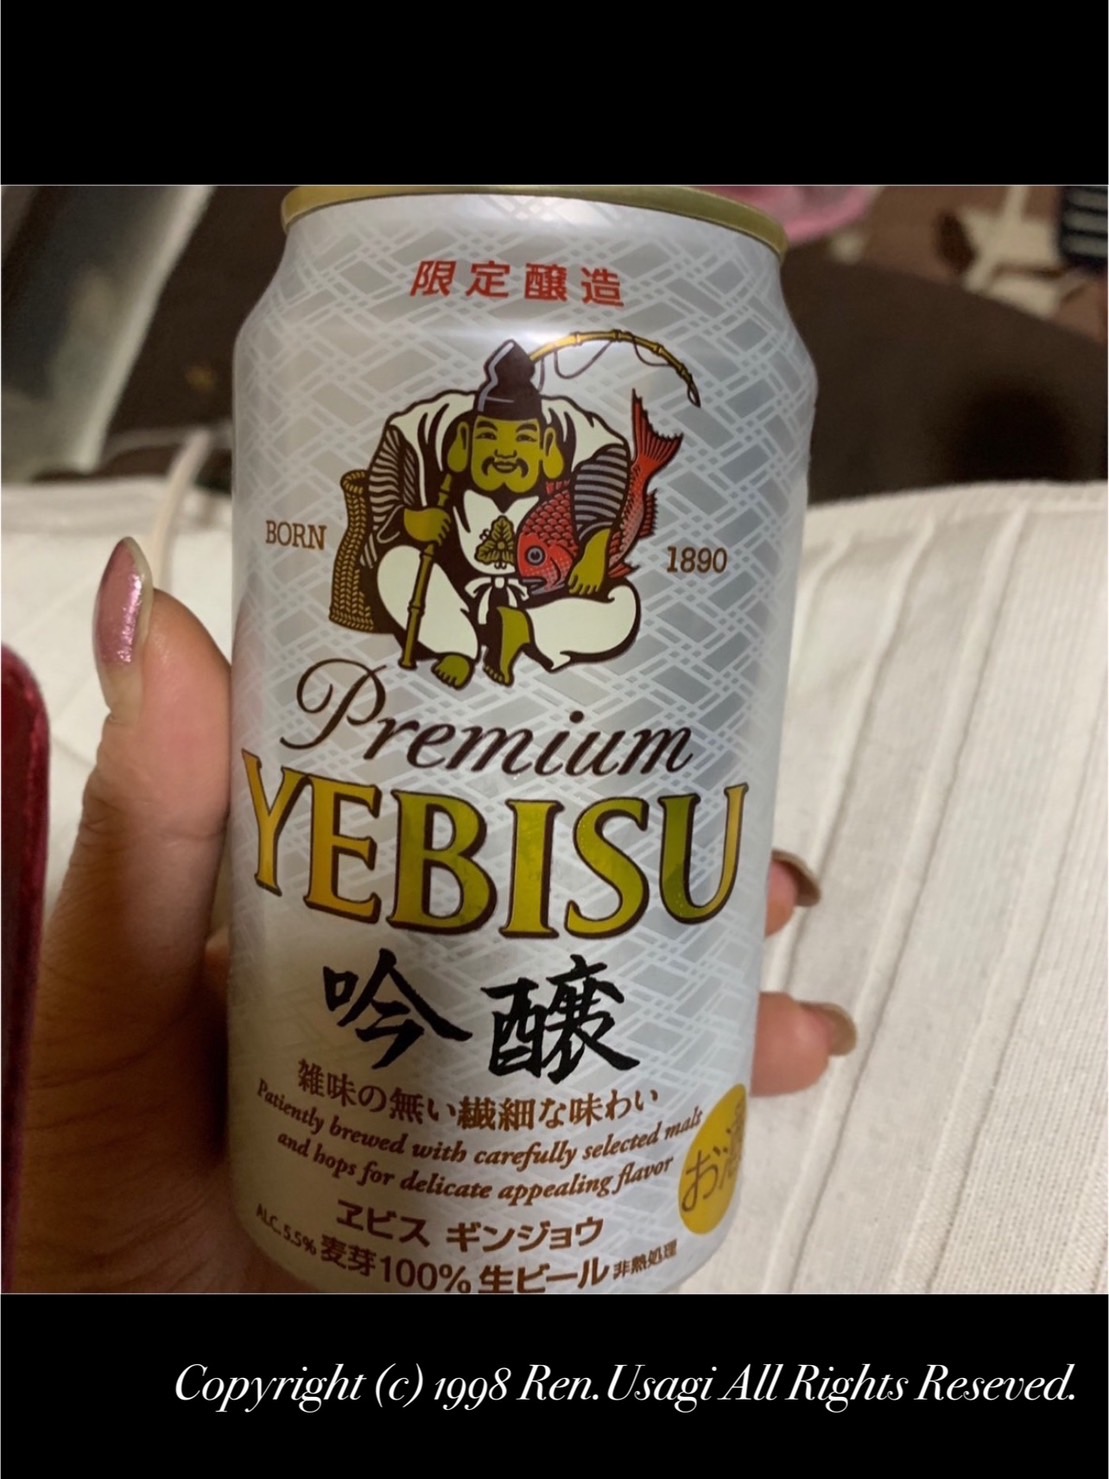 限定醸造
BORN
1890
Premium
YEBISU
吟醸
雑味の無い繊細な味わい
Patiently brewed with carefully selected malts
and hops for delicate appealing flavor
お酒
ヱビス ギンジョウ
ALC.5.5% 麦芽100% 生ビール 非熱処理
Copyright (c) 1998 Ren.Usagi All Rights Reseved.